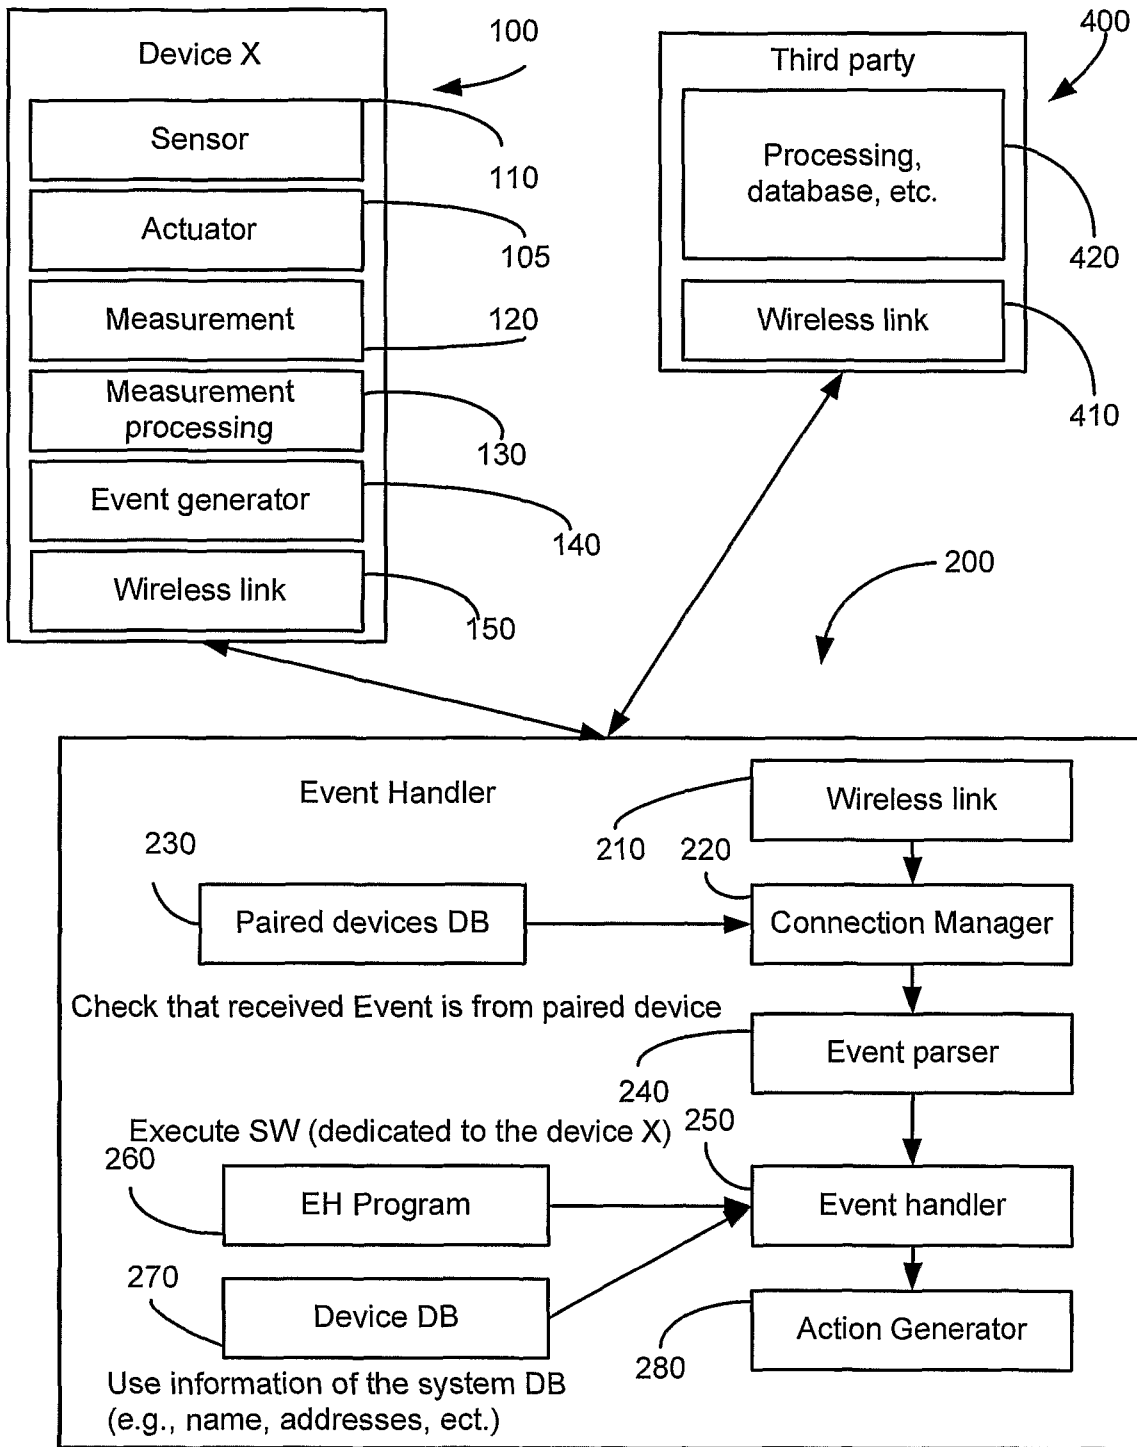 Device X
100
Sensor
110
Actuator
105
Measurement
120
Measurement
processing
130
Event generator
140
Wireless link
150
Third party
400
Processing,
database, etc.
420
Wireless link
410
200
Event Handler
Wireless link
210
220
230
Paired devices DB
Connection Manager
Check that received Event is from paired device
Event parser
240
Execute SW (dedicated to the device X)
250
260
EH Program
Event handler
270
Device DB
Action Generator
280
Use information of the system DB
(e.g., name, addresses, ect.)